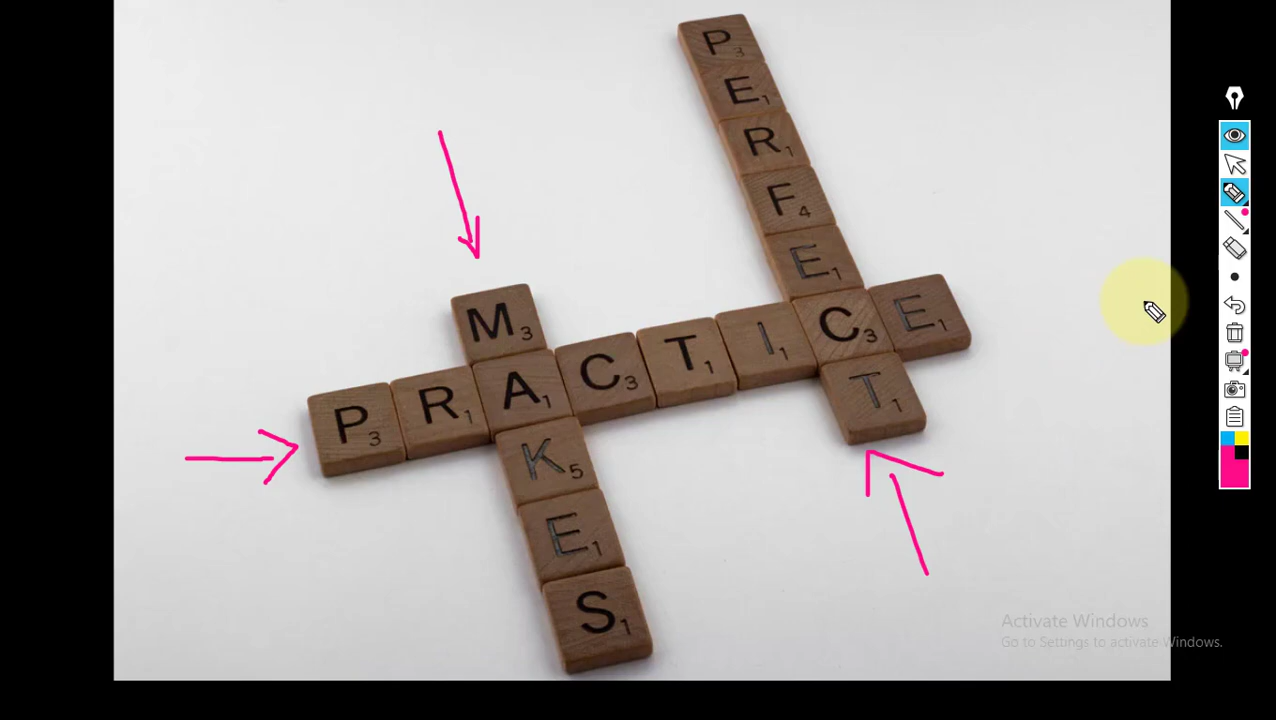 PERFECT
MAKES
PRACTICE
Activate Windows
Go to Settings to activate Windows.